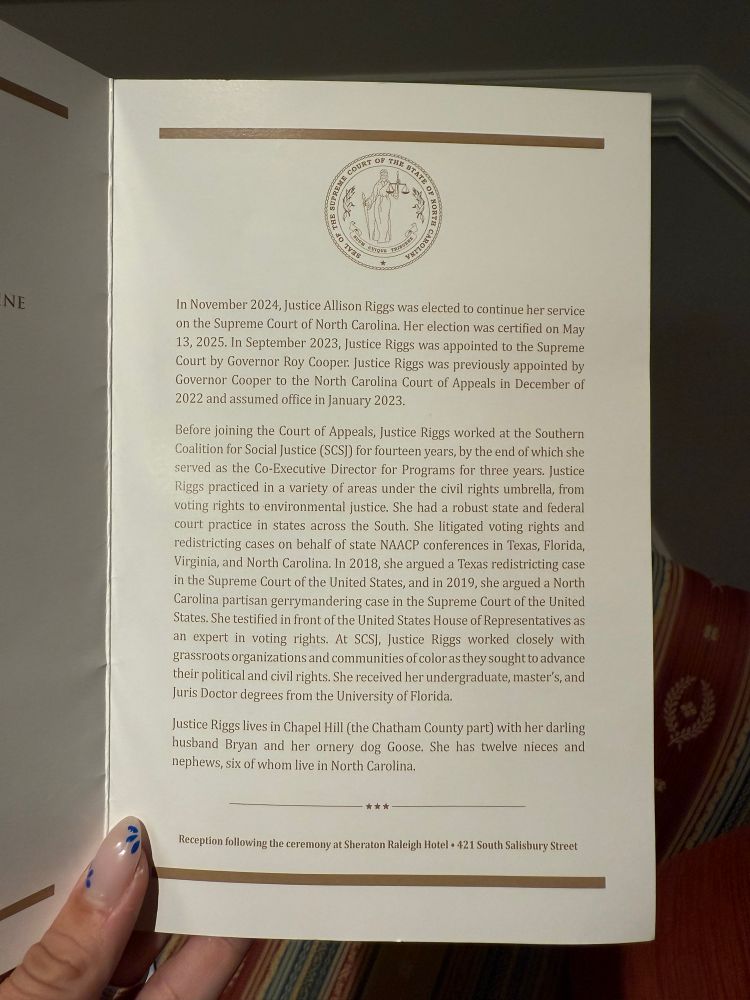 NE
SEAL OF THE SUPREME COURT OF THE STATE OF NORTH CAROLINA
SUUM CUIQUE TRIBUERE
In November 2024, Justice Allison Riggs was elected to continue her service
on the Supreme Court of North Carolina. Her election was certified on May
13, 2025. In September 2023, Justice Riggs was appointed to the Supreme
Court by Governor Roy Cooper. Justice Riggs was previously appointed by
Governor Cooper to the North Carolina Court of Appeals in December of
2022 and assumed office in January 2023.
Before joining the Court of Appeals, Justice Riggs worked at the Southern
Coalition for Social Justice (SCSJ) for fourteen years, by the end of which she
served as the Co-Executive Director for Programs for three years. Justice
Riggs practiced in a variety of areas under the civil rights umbrella, from
voting rights to environmental justice. She had a robust state and federal
court practice in states across the South. She litigated voting rights and
redistricting cases on behalf of state NAACP conferences in Texas, Florida,
Virginia, and North Carolina. In 2018, she argued a Texas redistricting case
in the Supreme Court of the United States, and in 2019, she argued a North
Carolina partisan gerrymandering case in the Supreme Court of the United
States. She testified in front of the United States House of Representatives as
an expert in voting rights. At SCSJ, Justice Riggs worked closely with
grassroots organizations and communities of color as they sought to advance
their political and civil rights. She received her undergraduate, master's, and
Juris Doctor degrees from the University of Florida.
Justice Riggs lives in Chapel Hill (the Chatham County part) with her darling
husband Bryan and her ornery dog Goose. She has twelve nieces and
nephews, six of whom live in North Carolina.
Reception following the ceremony at Sheraton Raleigh Hotel • 421 South Salisbury Street